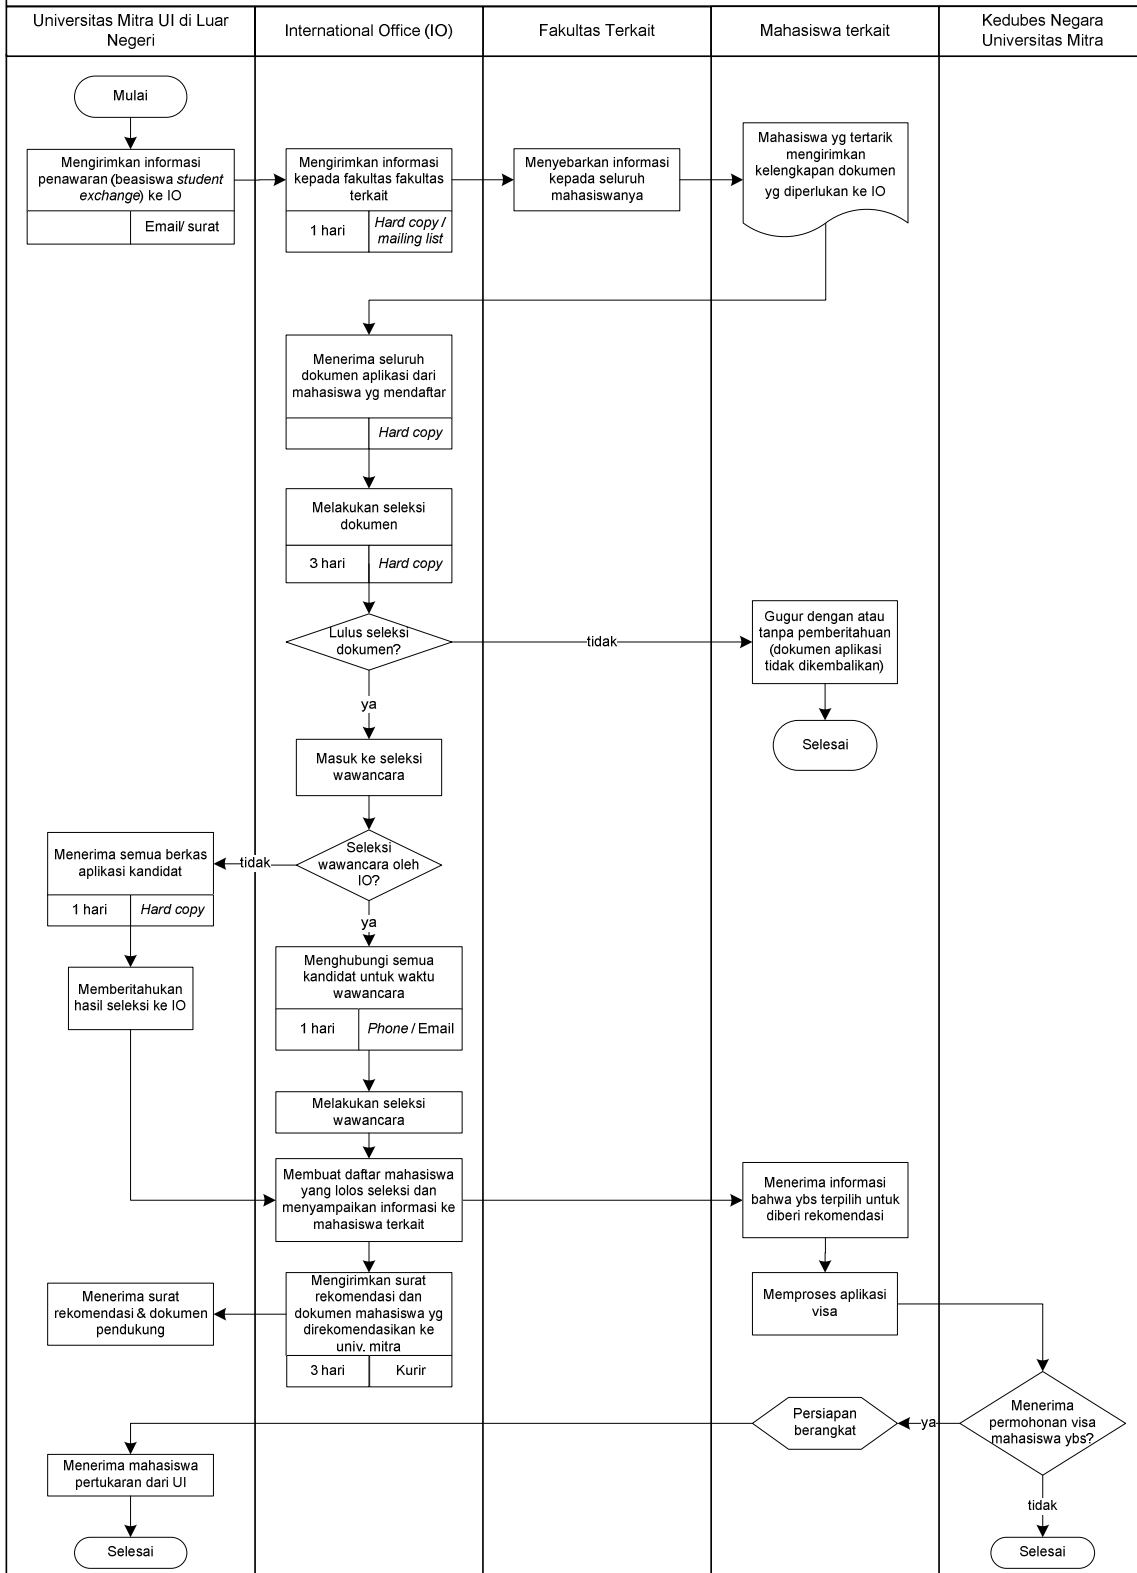 Universitas Mitra UI di Luar
Negeri
International Office (IO)
Fakultas Terkait
Mahasiswa terkait
Kedubes Negara
Universitas Mitra
Mulai
Mengirimkan informasi
penawaran (beasiswa student
exchange) ke IO
Email/ surat
Mengirimkan informasi
kepada fakultas fakultas
terkait
1 hari
Hard copy /
mailing list
Menyebarkan informasi
kepada seluruh
mahasiswanya
Mahasiswa yg tertarik
mengirimkan
kelengkapan dokumen
yg diperlukan ke IO
Menerima seluruh
dokumen aplikasi dari
mahasiswa yg mendaftar
Hard copy
Melakukan seleksi
dokumen
3 hari
Hard copy
Lulus seleksi
dokumen?
tidak
Gugur dengan atau
tanpa pemberitahuan
(dokumen aplikasi
tidak dikembalikan)
ya
Selesai
Masuk ke seleksi
wawancara
Seleksi
wawancara oleh
IO?
tidak
Menerima semua berkas
aplikasi kandidat
1 hari
Hard copy
ya
Menghubungi semua
kandidat untuk waktu
wawancara
1 hari
Phone / Email
Memberitahukan
hasil seleksi ke IO
Melakukan seleksi
wawancara
Membuat daftar mahasiswa
yang lolos seleksi dan
menyampaikan informasi ke
mahasiswa terkait
Menerima informasi
bahwa ybs terpilih untuk
diberi rekomendasi
Mengirimkan surat
rekomendasi dan
dokumen mahasiswa yg
direkomendasikan ke
univ. mitra
3 hari
Kurir
Menerima surat
rekomendasi & dokumen
pendukung
Memproses aplikasi
visa
Menerima
permohonan visa
mahasiswa ybs?
ya
Persiapan
berangkat
Menerima mahasiswa
pertukaran dari UI
tidak
Selesai
Selesai